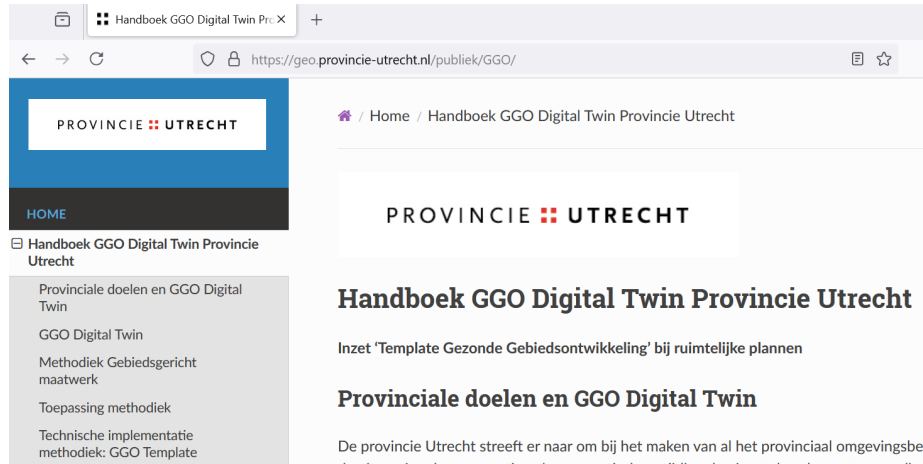 Handboek GGO Digital Twin Pro
https://geo.provincie-utrecht.nl/publiek/GGO/
PROVINCIE UTRECHT
HOME
Handboek GGO Digital Twin Provincie
Utrecht
Provinciale doelen en GGO Digital
Twin
GGO Digital Twin
Methodiek Gebiedsgericht
maatwerk
Toepassing methodiek
Technische implementatie
methodiek: GGO Template
/ Home / Handboek GGO Digital Twin Provincie Utrecht
PROVINCIE UTRECHT
Handboek GGO Digital Twin Provincie Utrecht
Inzet ‘Template Gezonde Gebiedsontwikkeling’ bij ruimtelijke plannen
Provinciale doelen en GGO Digital Twin
De provincie Utrecht streeft er naar om bij het maken van al het provinciaal omgevingsbe